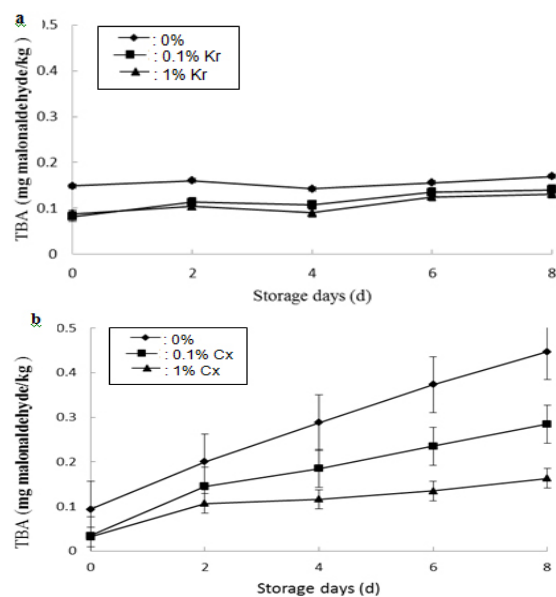 a
: 0%
: 0.1% Kr
: 1% Kr
TBA (mg malonaldehyde/kg)
0.5
0.4
0.3
0.2
0.1
0
0 2 4 6 8
Storage days (d)
b
: 0%
: 0.1% Cx
: 1% Cx
TBA (mg malonaldehyde/kg)
0.5
0.4
0.3
0.2
0.1
0
0 2 4 6 8
Storage days (d)